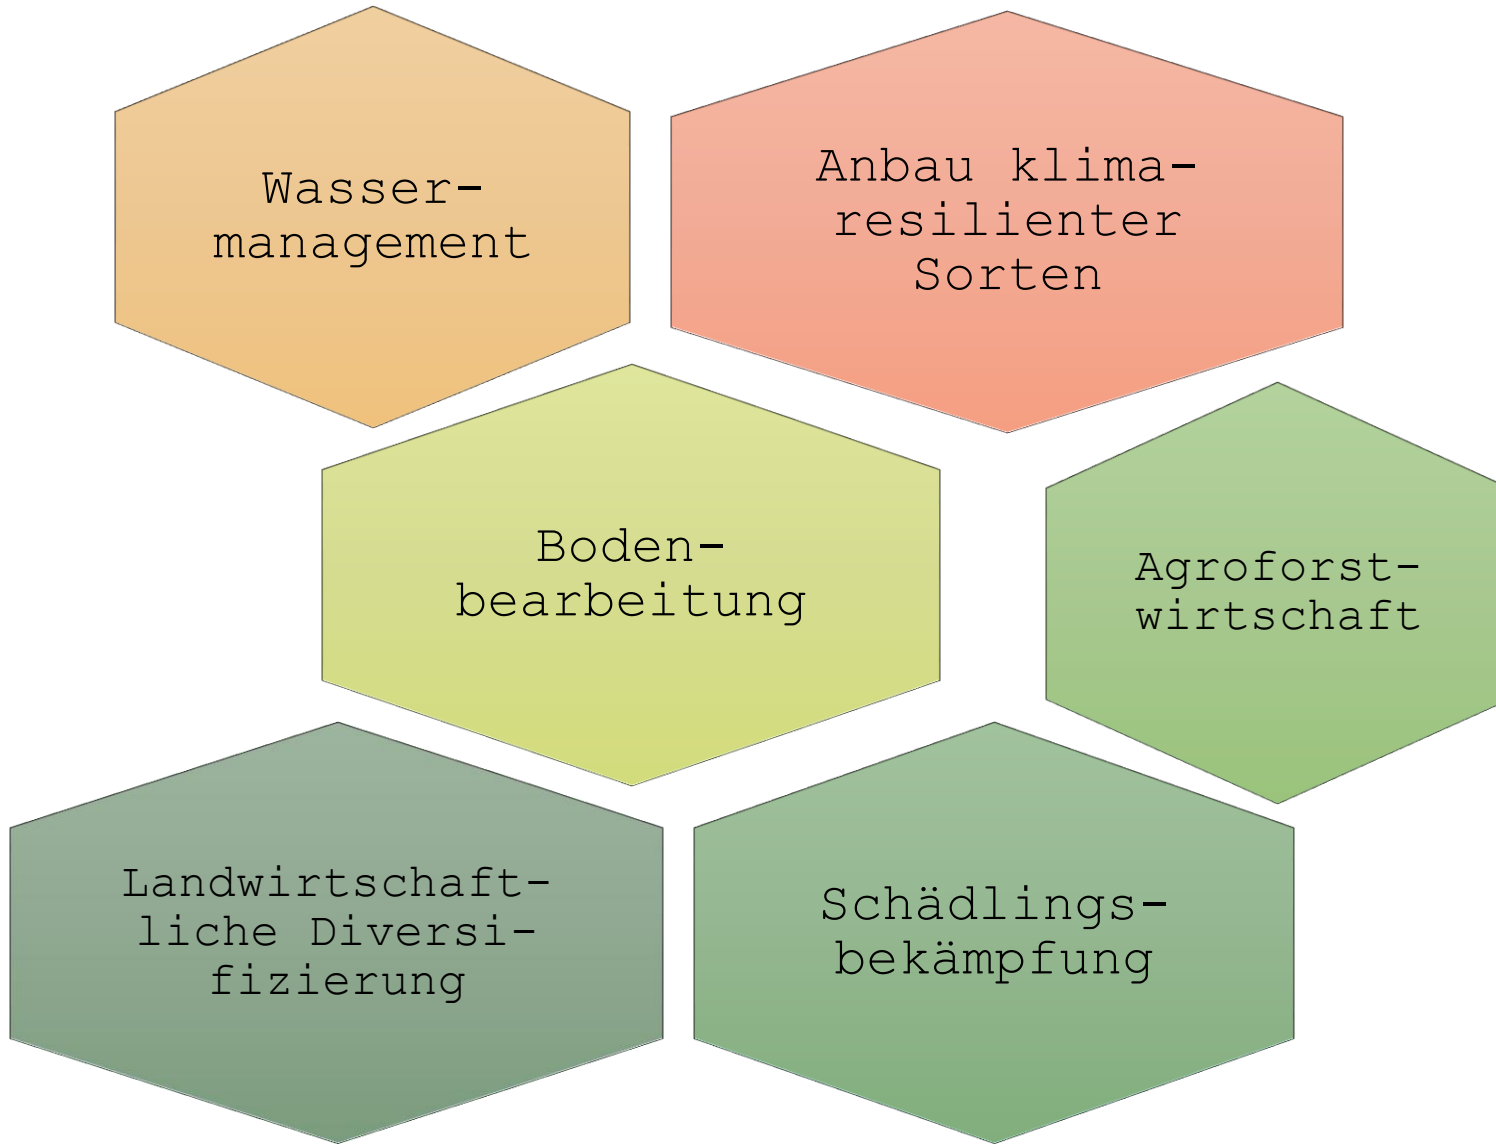 Wasser-
management
Anbau klima-
resilienter
Sorten
Boden-
bearbeitung
Agroforst-
wirtschaft
Landwirtschaft-
liche Diversi-
fizierung
Schädlings-
bekämpfung